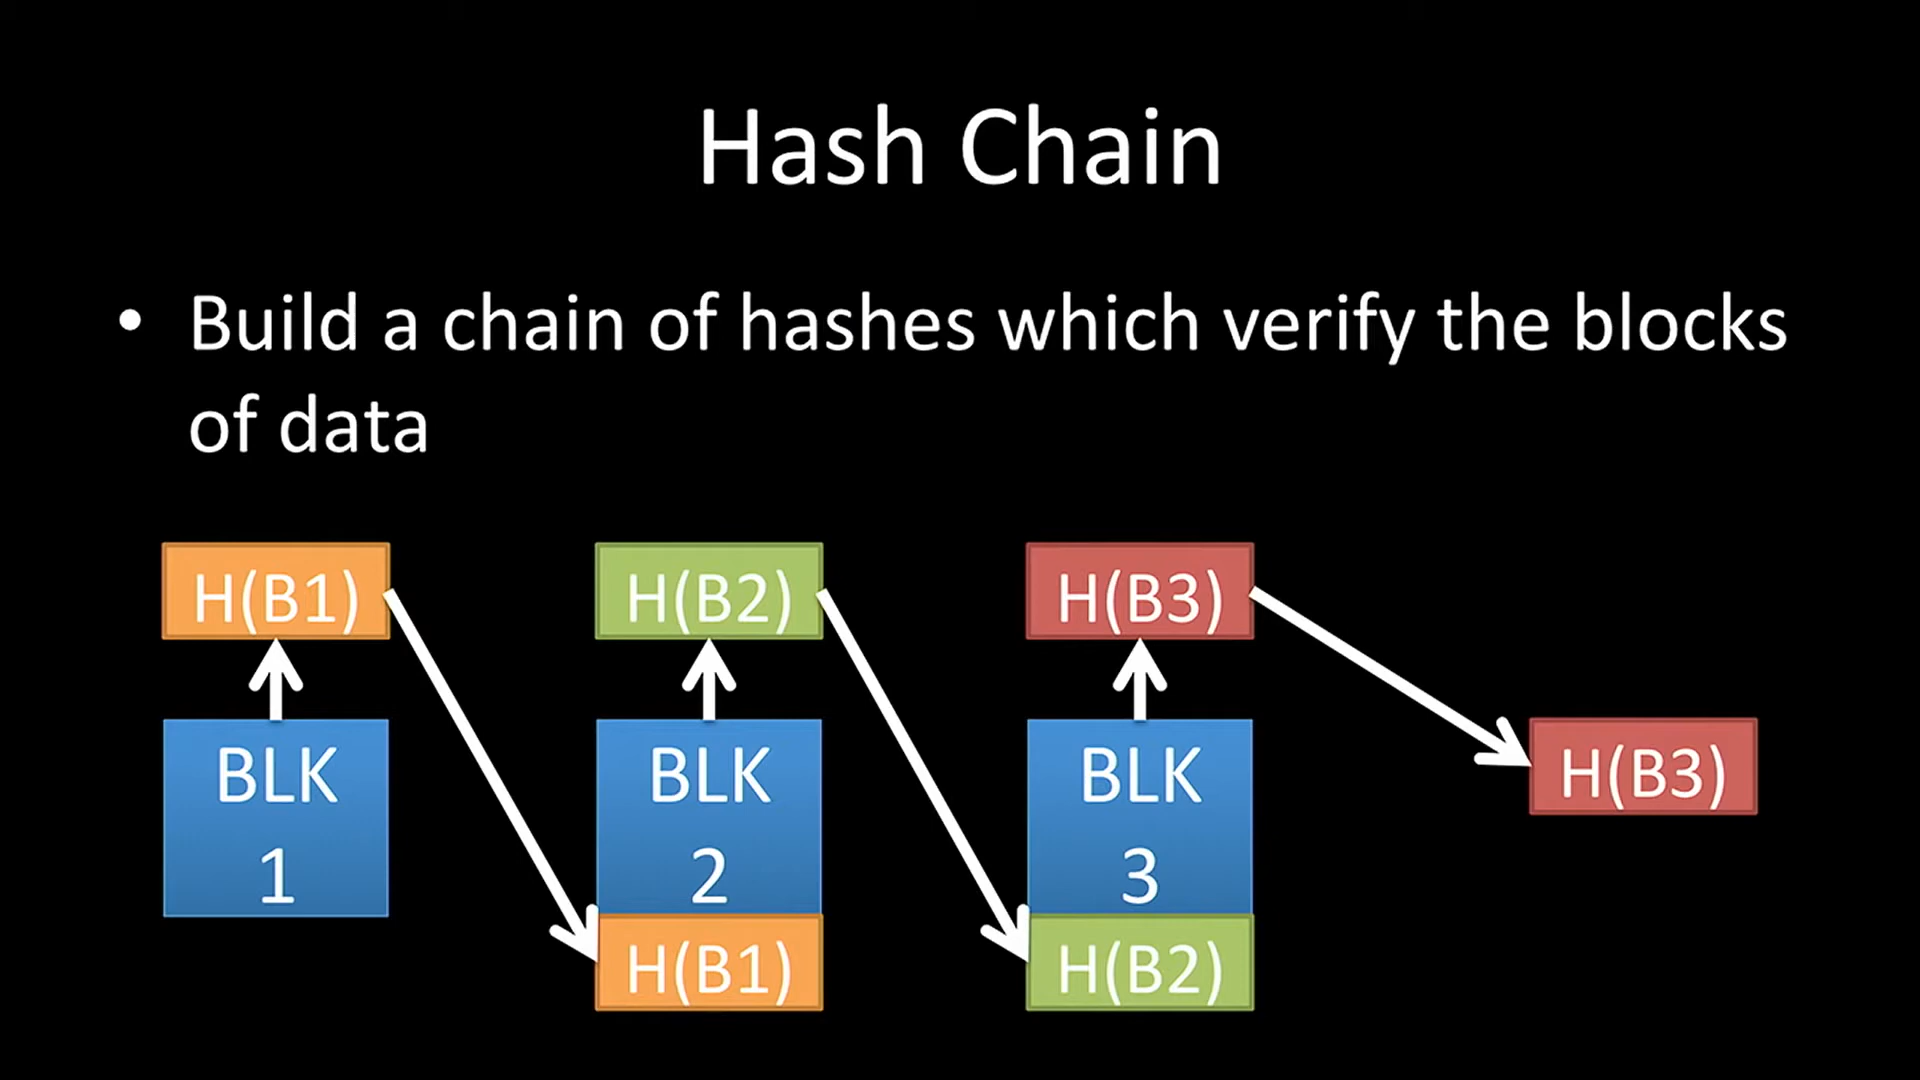 Hash Chain
• Build a chain of hashes which verify the blocks
of data
H(B1) H(B2) H(B3)
BLK BLK BLK H(B3)
1 2 3
H(B1) H(B2)